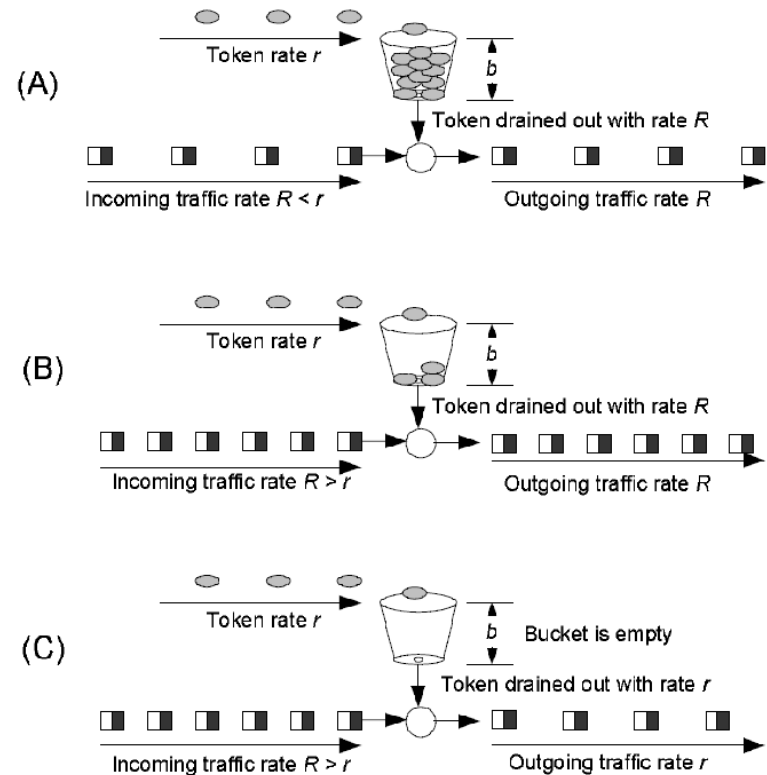 Token rate r
b
(A)
Token drained out with rate R
Incoming traffic rate R < r
Outgoing traffic rate R
Token rate r
b
(B)
Token drained out with rate R
Incoming traffic rate R > r
Outgoing traffic rate R
Token rate r
b
Bucket is empty
(C)
Token drained out with rate r
Incoming traffic rate R > r
Outgoing traffic rate r